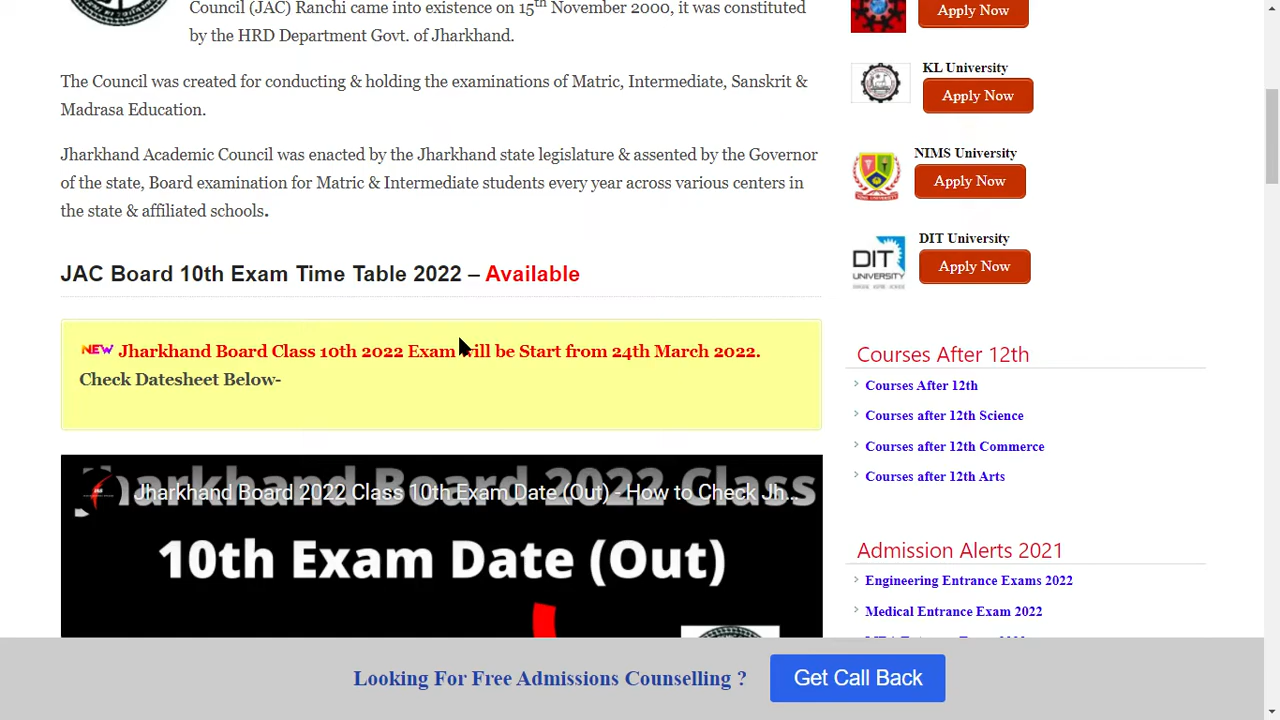 Council (JAC) Ranchi came into existence on 15th November 2000, it was constituted
by the HRD Department Govt. of Jharkhand.
The Council was created for conducting & holding the examinations of Matric, Intermediate, Sanskrit &
Madrasa Education.
Jharkhand Academic Council was enacted by the Jharkhand state legislature & assented by the Governor
of the state, Board examination for Matric & Intermediate students every year across various centers in
the state & affiliated schools.
JAC Board 10th Exam Time Table 2022 – Available
NEW Jharkhand Board Class 10th 2022 Exam will be Start from 24th March 2022.
Check Datesheet Below-
Jharkhand Board 2022 Class
Jharkhand Board 2022 Class 10th Exam Date (Out) - How to Check Jh...
10th Exam Date (Out)
Apply Now
KL University
Apply Now
NIMS University
Apply Now
DIT University
DIT
UNIVERSITY
Apply Now
Courses After 12th
Courses After 12th
Courses after 12th Science
Courses after 12th Commerce
Courses after 12th Arts
Admission Alerts 2021
Engineering Entrance Exams 2022
Medical Entrance Exam 2022
Looking For Free Admissions Counselling ?
Get Call Back